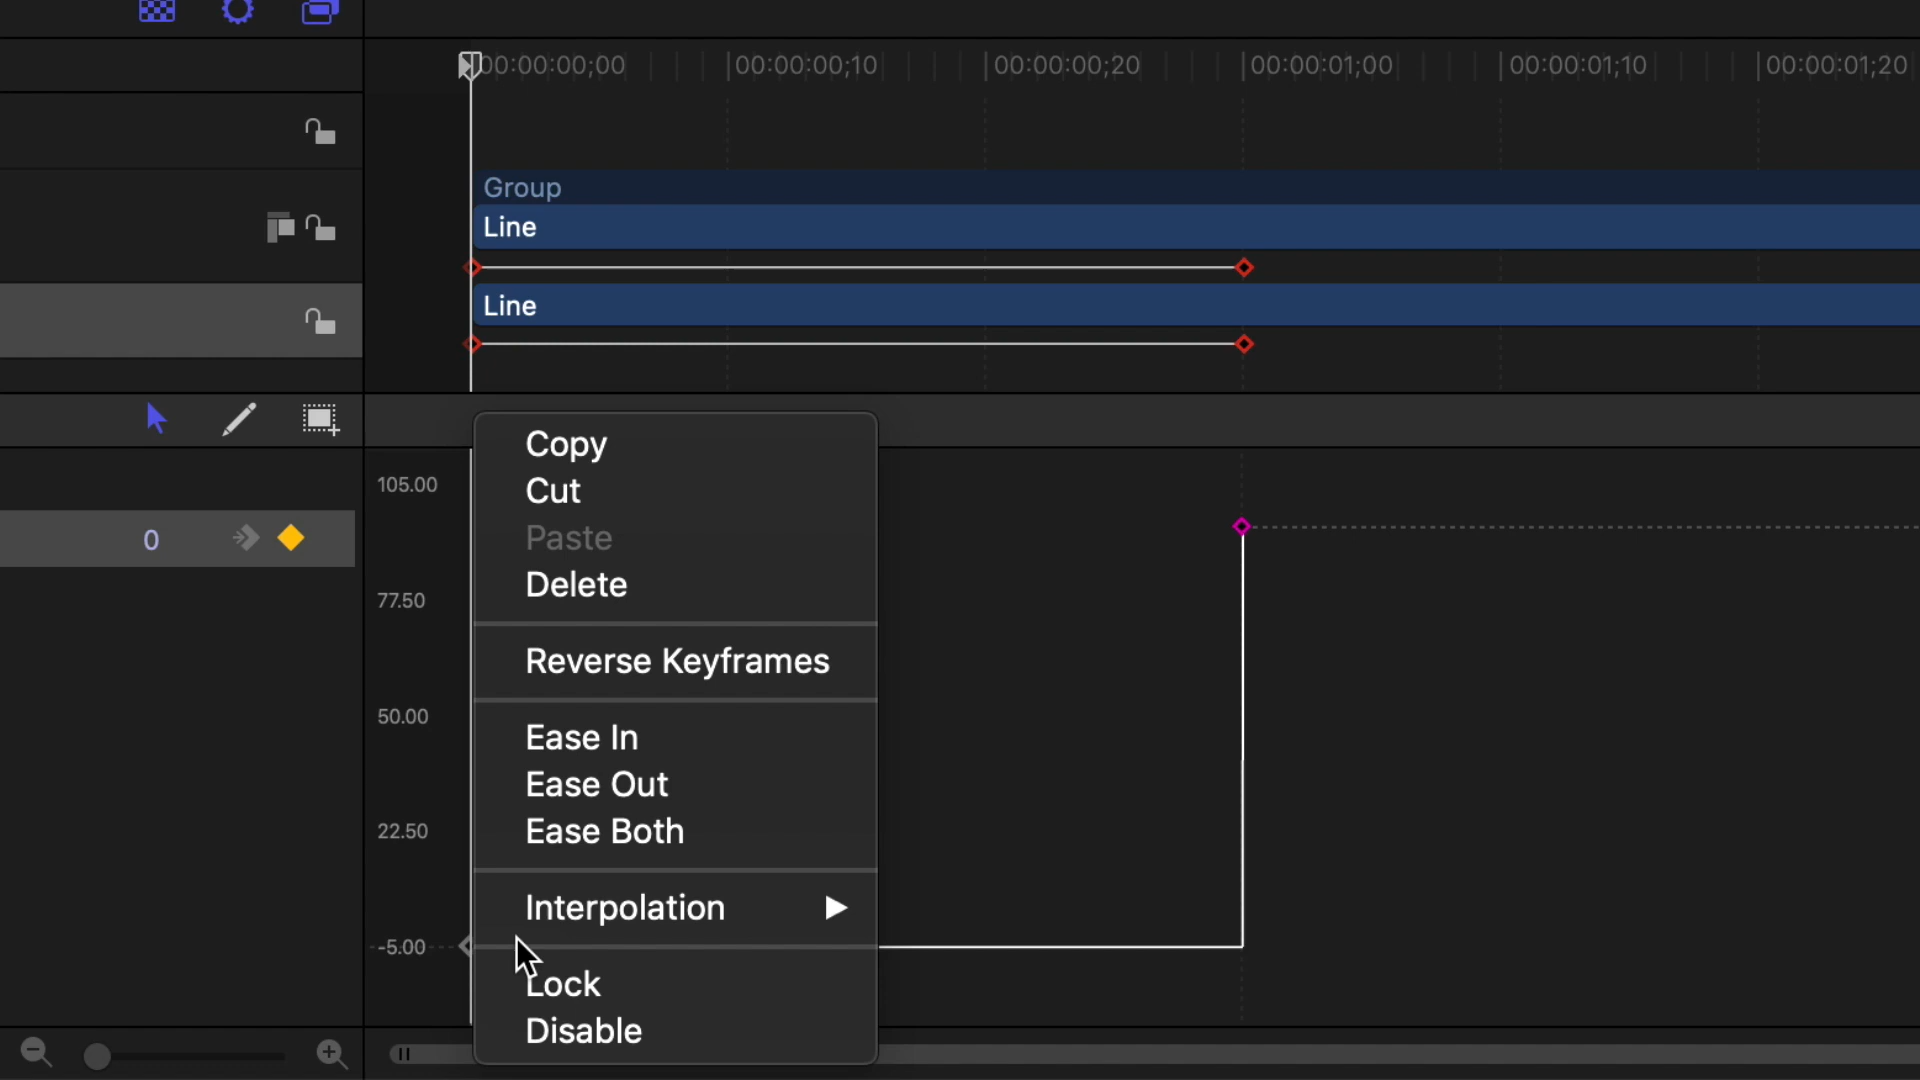 00:00:00;00 00:00:00;10 00:00:00;20 00:00:01;00 00:00:01;10 00:00:01;20
Group
Line
Line
105.00
0
77.50
50.00
22.50
-5.00
Copy
Cut
Paste
Delete
Reverse Keyframes
Ease In
Ease Out
Ease Both
Interpolation
Lock
Disable